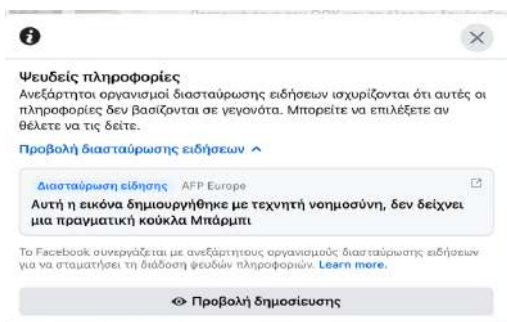 Ψευδείς πληροφορίες
Ανεξάρτητοι οργανισμοί διασταύρωσης ειδήσεων ισχυρίζονται ότι αυτές οι
πληροφορίες δεν βασίζονται σε γεγονότα. Μπορείτε να επιλέξετε αν
θέλετε να τις δείτε.
Προβολή διασταύρωσης ειδήσεων
Διασταύρωση είδησης AFP Europe
Αυτή η εικόνα δημιουργήθηκε με τεχνητή νοημοσύνη, δεν δείχνει
μια πραγματική κούκλα Μπάρμπι
Το Facebook συνεργάζεται με ανεξάρτητους οργανισμούς διασταύρωσης ειδήσεων
για να σταματήσει τη διάδοση ψευδών πληροφοριών. Learn more.
Προβολή δημοσίευσης